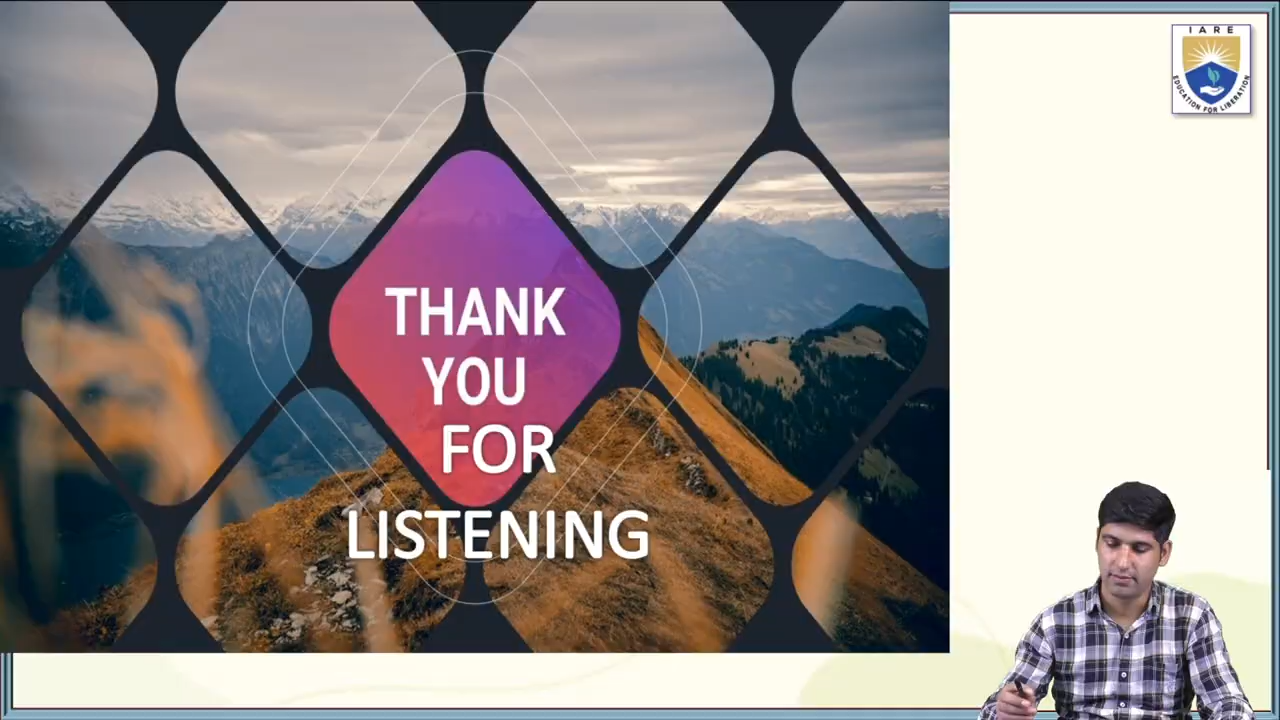 THANK
YOU
FOR
LISTENING
IARE
EDUCATION FOR LIBERATION